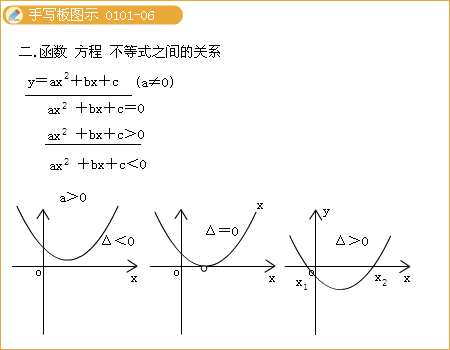 手写板图示 0101-06
二.函数 方程 不等式之间的关系
y=ax²+bx+c (a≠0)
ax² +bx+c=0
ax² +bx+c>0
ax² +bx+c<0
a>0
x
y
Δ<0
Δ=0
Δ>0
o
x
o
x
o
x₁
x₂
x